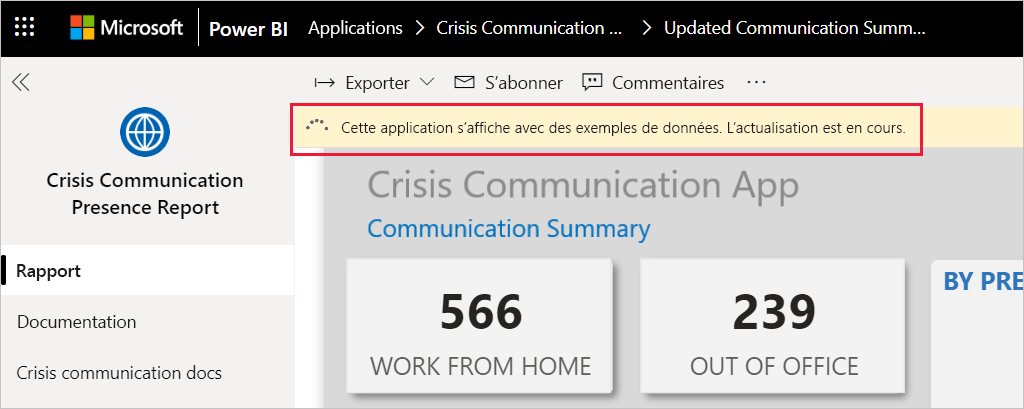 Microsoft Power BI Applications Crisis Communication ... Updated Communication Summ...
Exporter S'abonner Commentaires ...
Cette application s'affiche avec des exemples de données. L'actualisation est en cours.
Crisis Communication
Presence Report
Rapport
Documentation
Crisis communication docs
Crisis Communication App
Communication Summary
566
WORK FROM HOME
239
OUT OF OFFICE
BY PRE